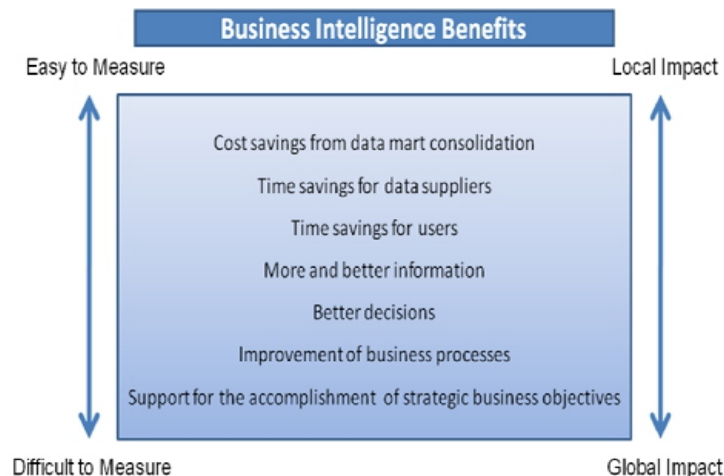 Business Intelligence Benefits
Easy to Measure
Local Impact
Cost savings from data mart consolidation
Time savings for data suppliers
Time savings for users
More and better information
Better decisions
Improvement of business processes
Support for the accomplishment of strategic business objectives
Difficult to Measure
Global Impact